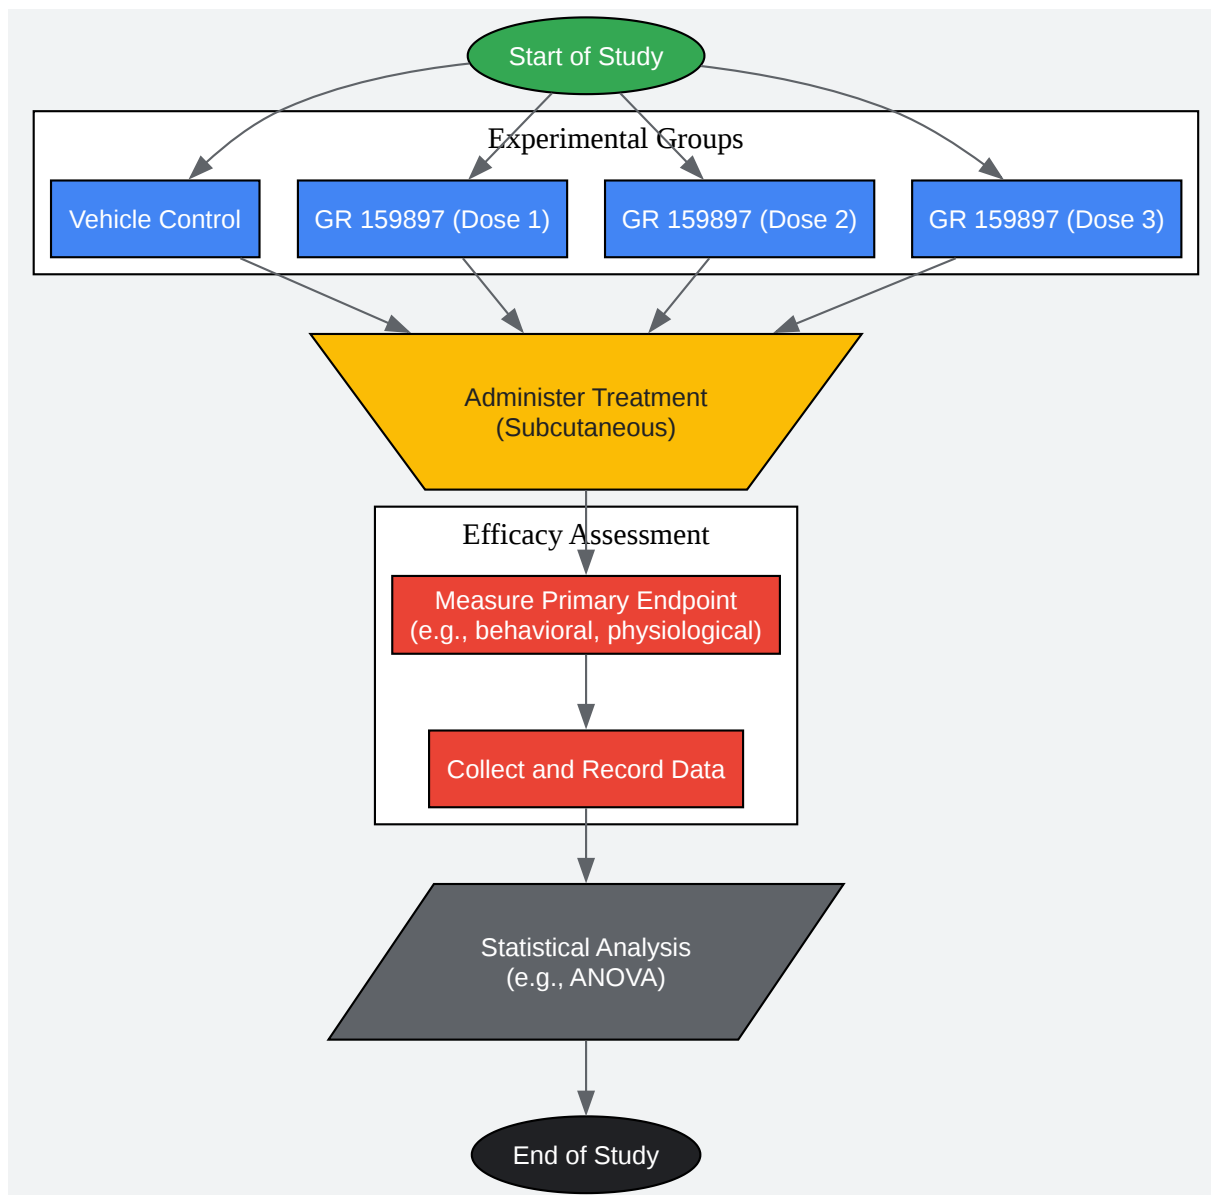 Start of Study
Experimental Groups
Vehicle Control
GR 159897 (Dose 1)
GR 159897 (Dose 2)
GR 159897 (Dose 3)
Administer Treatment
(Subcutaneous)
Efficacy Assessment
Measure Primary Endpoint
(e.g., behavioral, physiological)
Collect and Record Data
Statistical Analysis
(e.g., ANOVA)
End of Study